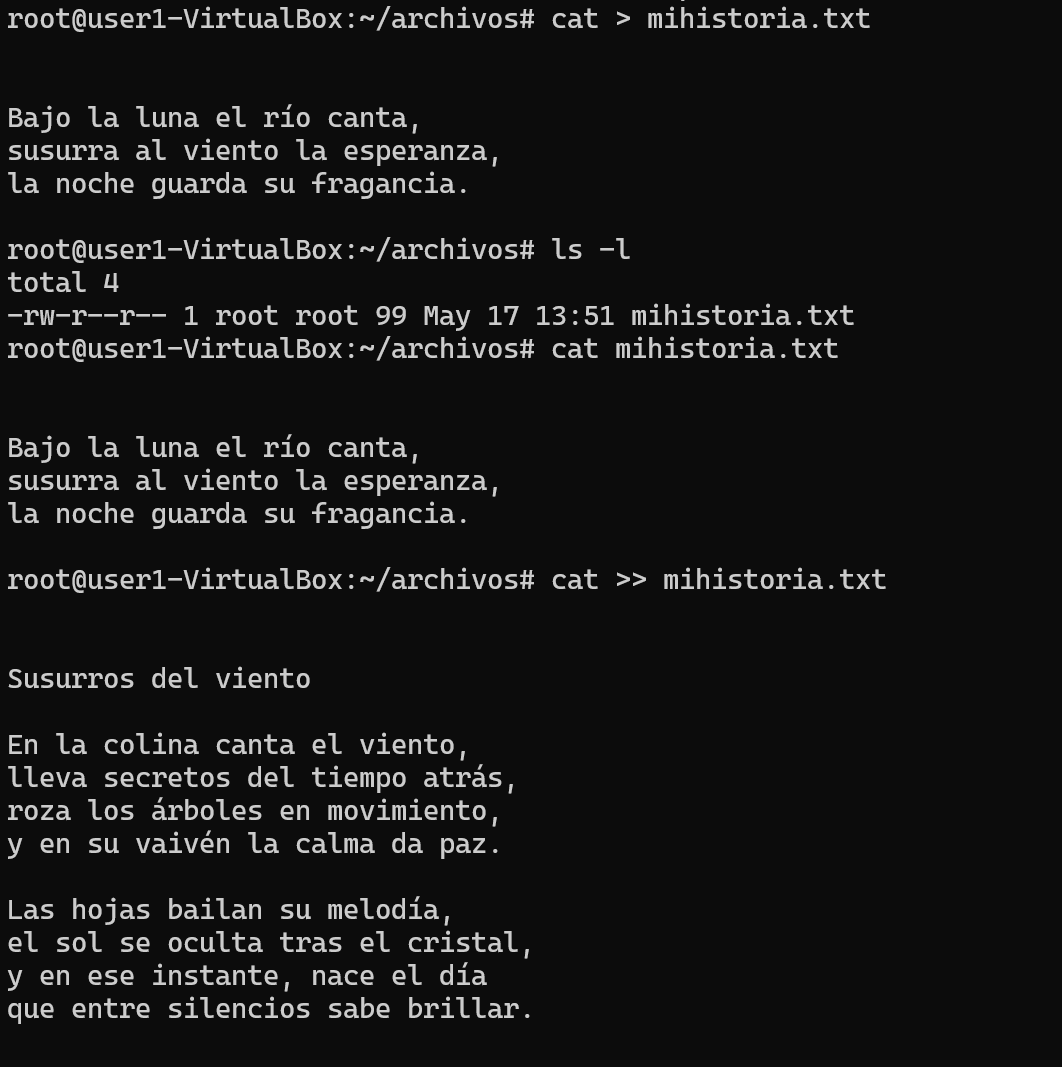 root@user1-VirtualBox:~/archivos# cat > mihistoria.txt
Bajo la luna el río canta,
susurra al viento la esperanza,
la noche guarda su fragancia.
root@user1-VirtualBox:~/archivos# ls -l
total 4
-rw-r--r-- 1 root root 99 May 17 13:51 mihistoria.txt
root@user1-VirtualBox:~/archivos# cat mihistoria.txt
Bajo la luna el río canta,
susurra al viento la esperanza,
la noche guarda su fragancia.
root@user1-VirtualBox:~/archivos# cat >> mihistoria.txt
Susurros del viento
En la colina canta el viento,
lleva secretos del tiempo atrás,
roza los árboles en movimiento,
y en su vaivén la calma da paz.
Las hojas bailan su melodía,
el sol se oculta tras el cristal,
y en ese instante, nace el día
que entre silencios sabe brillar.